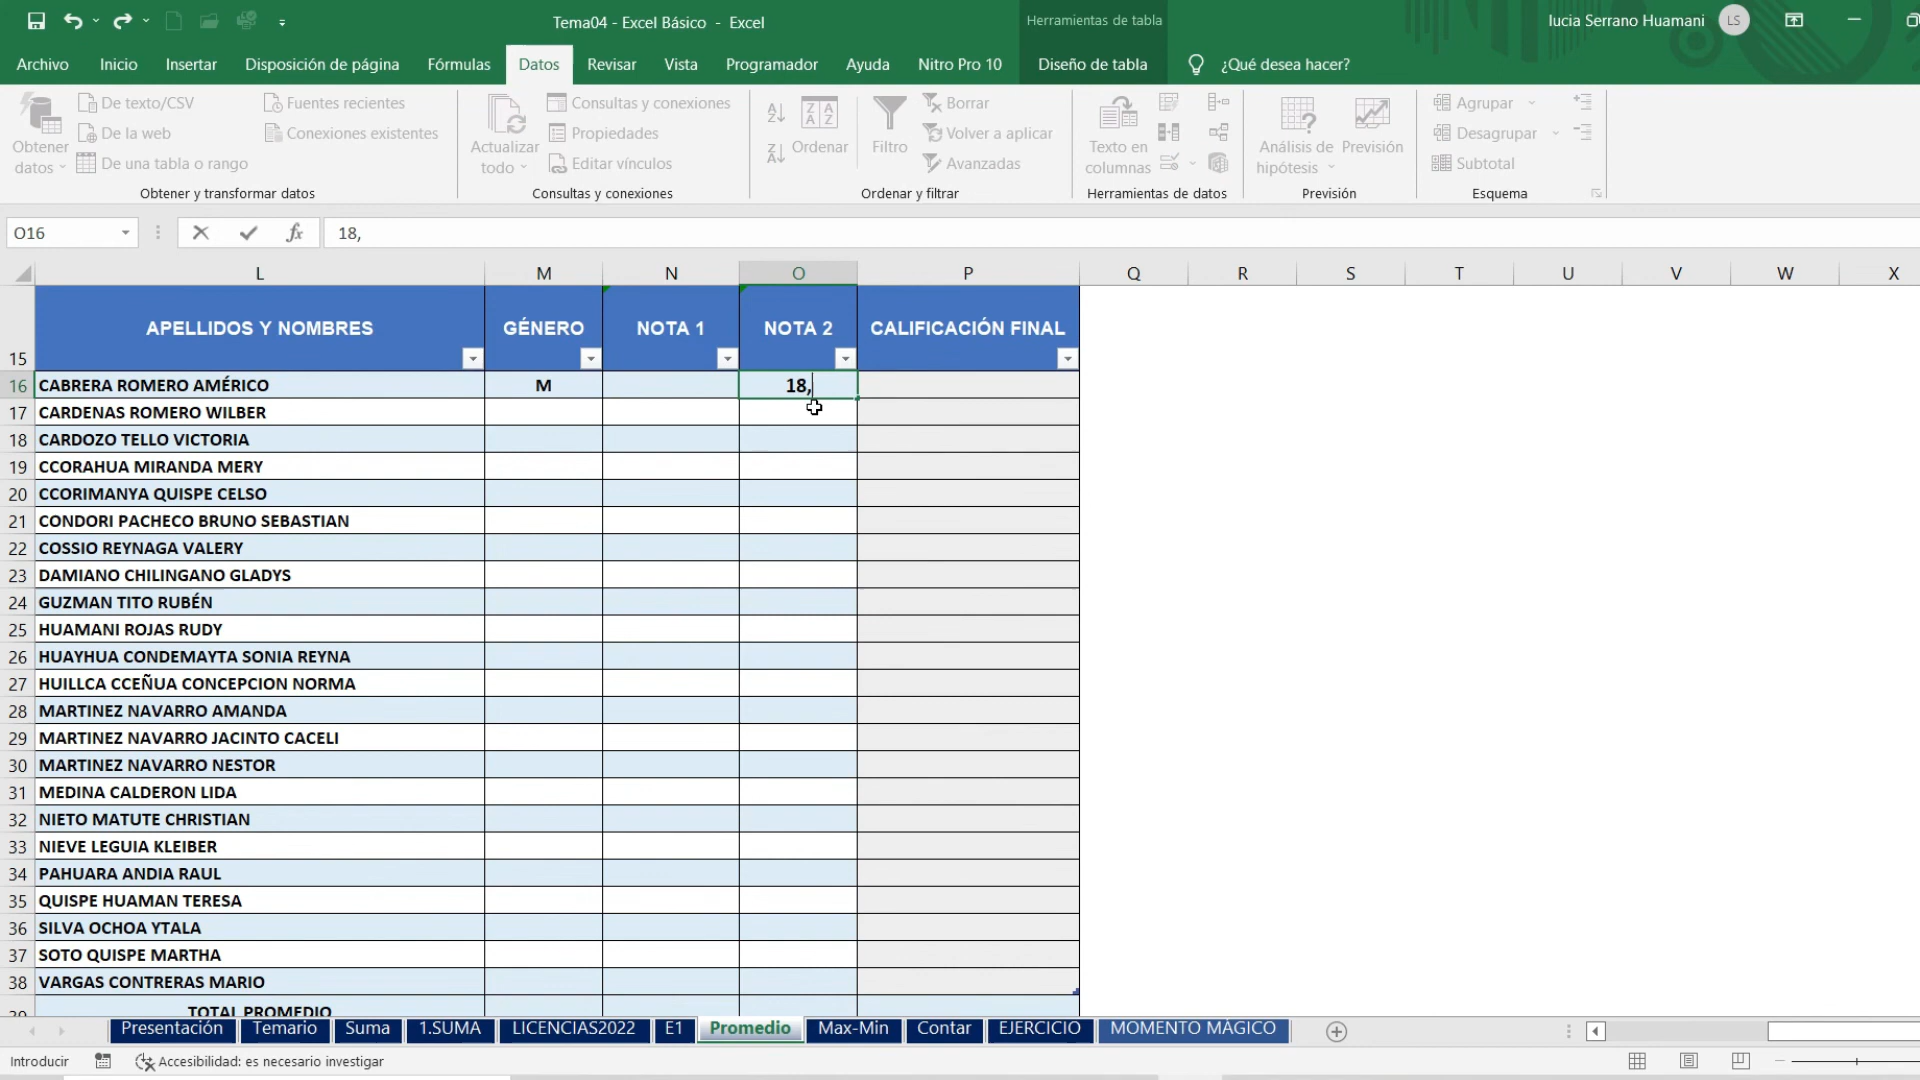 Tema04 - Excel Básico - Excel
Herramientas de tabla
lucia Serrano Huamani
LS
Archivo Inicio Insertar Disposición de página Fórmulas Datos Revisar Vista Programador Ayuda Nitro Pro 10 Diseño de tabla ¿Qué desea hacer?
De texto/CSV Fuentes recientes Consultas y conexiones Borrar Agrupar
De la web Conexiones existentes Propiedades Volver a aplicar Desagrupar
Obtener datos De una tabla o rango Actualizar todo Editar vínculos Ordenar Filtro Avanzadas Texto en columnas Análisis de hipótesis Previsión Subtotal
Obtener y transformar datos Consultas y conexiones Ordenar y filtrar Herramientas de datos Previsión Esquema
O16 fx 18,
L M N O P Q R S T U V W X
15 APELLIDOS Y NOMBRES GÉNERO NOTA 1 NOTA 2 CALIFICACIÓN FINAL
16 CABRERA ROMERO AMÉRICO M 18,
17 CARDENAS ROMERO WILBER
18 CARDOZO TELLO VICTORIA
19 CCORAHUA MIRANDA MERY
20 CCORIMANYA QUISPE CELSO
21 CONDORI PACHECO BRUNO SEBASTIAN
22 COSSIO REYNAGA VALERY
23 DAMIANO CHILINGANO GLADYS
24 GUZMAN TITO RUBÉN
25 HUAMANI ROJAS RUDY
26 HUAYHUA CONDEMAYTA SONIA REYNA
27 HUILLCA CCEÑUA CONCEPCION NORMA
28 MARTINEZ NAVARRO AMANDA
29 MARTINEZ NAVARRO JACINTO CACELI
30 MARTINEZ NAVARRO NESTOR
31 MEDINA CALDERON LIDA
32 NIETO MATUTE CHRISTIAN
33 NIEVE LEGUIA KLEIBER
34 PAHUARA ANDIA RAUL
35 QUISPE HUAMAN TERESA
36 SILVA OCHOA YTALA
37 SOTO QUISPE MARTHA
38 VARGAS CONTRERAS MARIO
39 TOTAL PROMEDIO
Presentación Temario Suma 1.SUMA LICENCIAS2022 E1 Promedio Max-Min Contar EJERCICIO MOMENTO MÁGICO
Introducir Accesibilidad: es necesario investigar